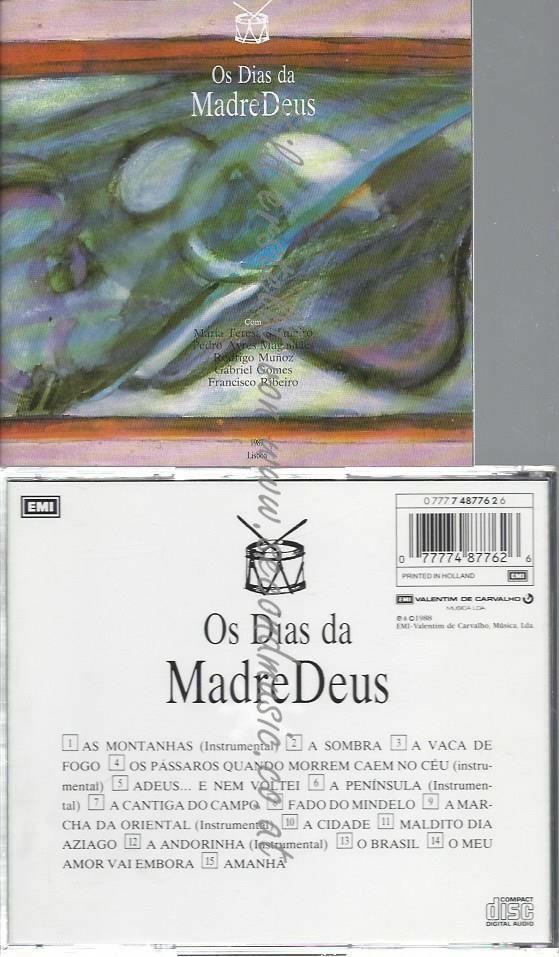 Os Dias da
MadreDeus
Com
Maria Teresa Salgueiro
Pedro Ayres Magalhães
Rodrigo Muñoz
Gabriel Gomes
Francisco Ribeiro
1987
Lisboa
EMI
0 777 7 48776 2 6
0 77774 87762 6
PRINTED IN HOLLAND EMI
EMI VALENTIM DE CARVALHO
MUSICA LDA.
℗ & © 1988
EMI-Valentim de Carvalho, Música, Lda.
Os Dias da
MadreDeus
1 AS MONTANHAS (Instrumental) 2 A SOMBRA 3 A VACA DE
FOGO 4 OS PÁSSAROS QUANDO MORREM CAEM NO CÉU (instru-
mental) 5 ADEUS... E NEM VOLTEI 6 A PENÍNSULA (Instrumen-
tal) 7 A CANTIGA DO CAMPO 8 FADO DO MINDELO 9 A MAR-
CHA DA ORIENTAL (Instrumental) 10 A CIDADE 11 MALDITO DIA
AZIAGO 12 A ANDORINHA (Instrumental) 13 O BRASIL 14 O MEU
AMOR VAI EMBORA 15 AMANHÃ
COMPACT
disc
DIGITAL AUDIO